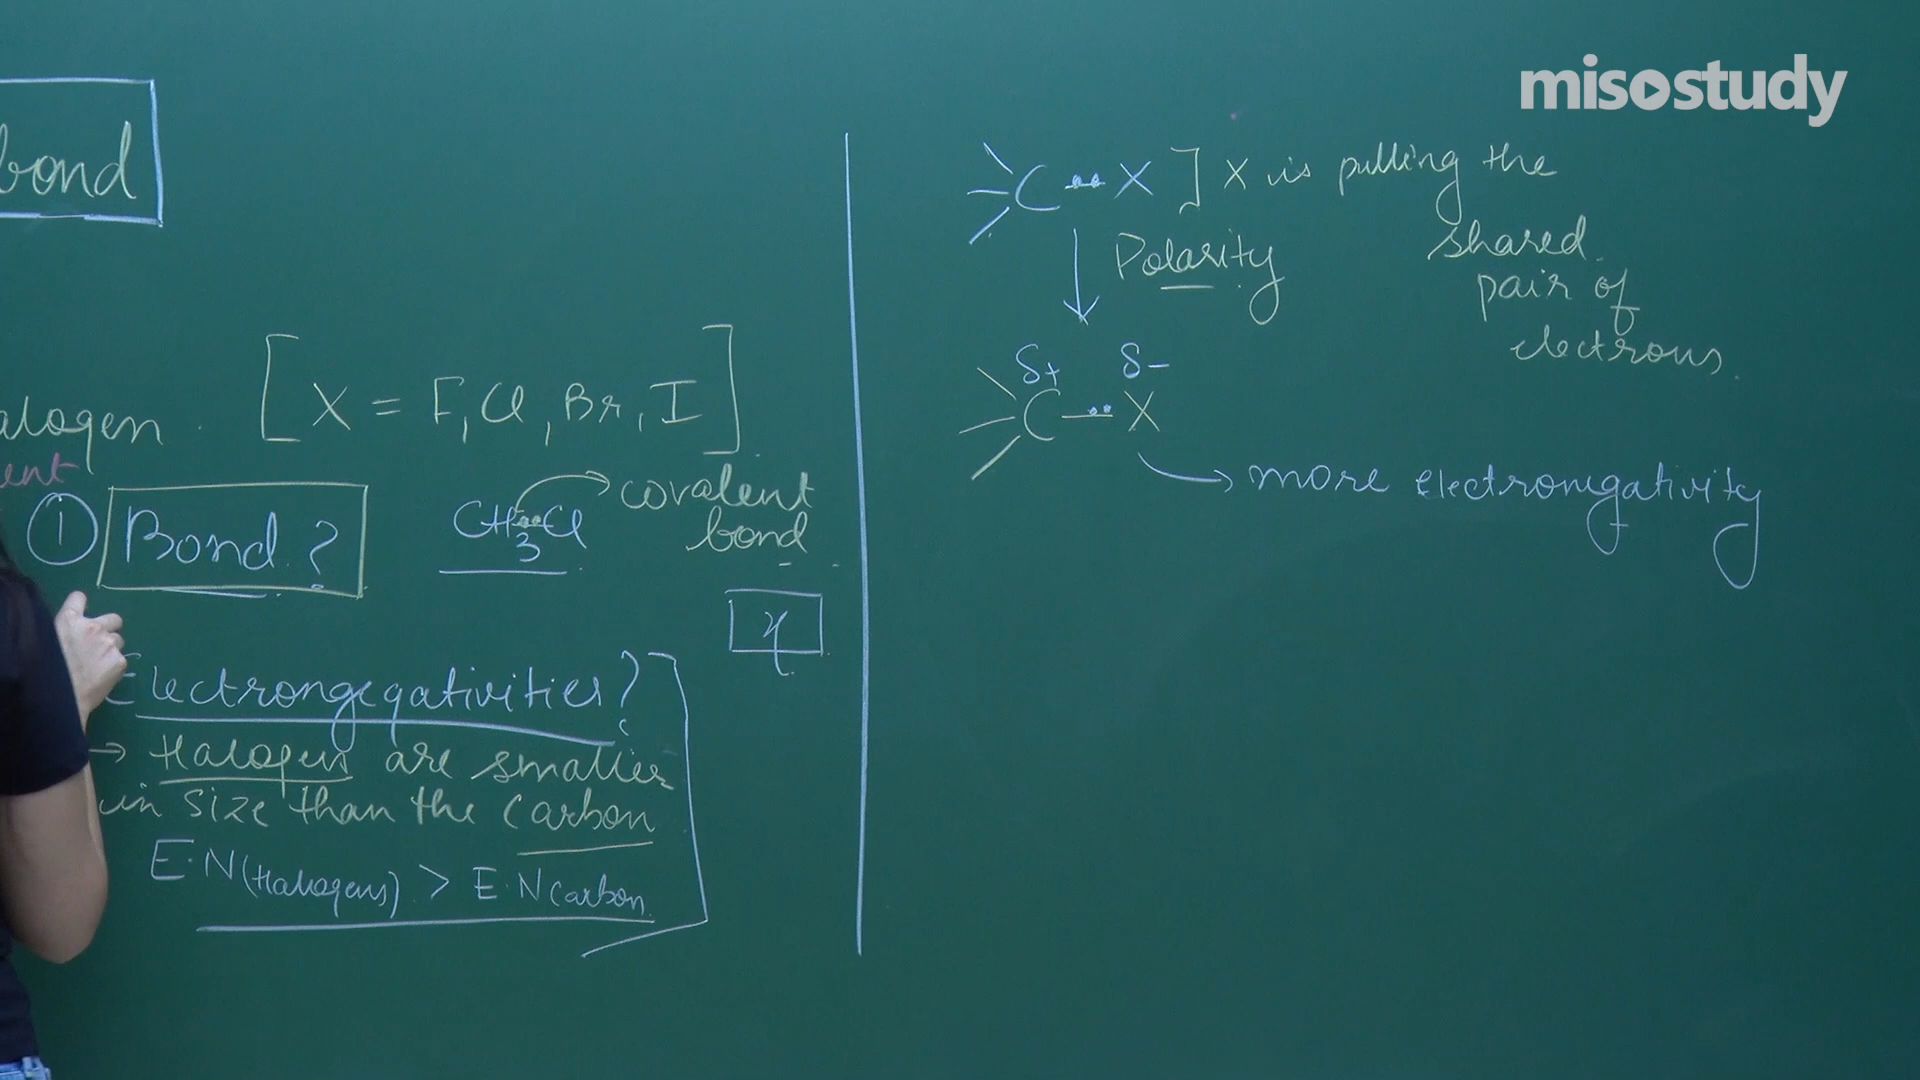 misostudy
bond
alogen.
ent
[X = F, Cl, Br, I]
① Bond ?
CH3Cl
covalent
bond
Electrongegativities?
→ Halogens are smaller
in size than the carbon
E.N(Halogens) > E.N Carbon
C X ] X is pulling the
shared
pair of
electrons.
Polarity
δ+ δ-
C X
more electronegativity